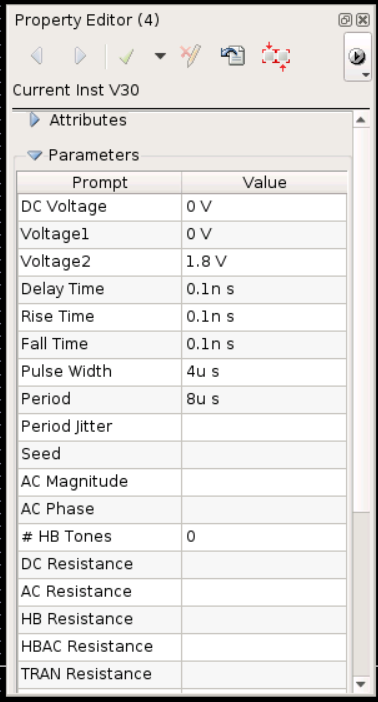 Property Editor (4)
Current Inst V30
Attributes
Parameters
Prompt Value
DC Voltage 0 V
Voltage1 0 V
Voltage2 1.8 V
Delay Time 0.1n s
Rise Time 0.1n s
Fall Time 0.1n s
Pulse Width 4u s
Period 8u s
Period Jitter
Seed
AC Magnitude
AC Phase
# HB Tones 0
DC Resistance
AC Resistance
HB Resistance
HBAC Resistance
TRAN Resistance